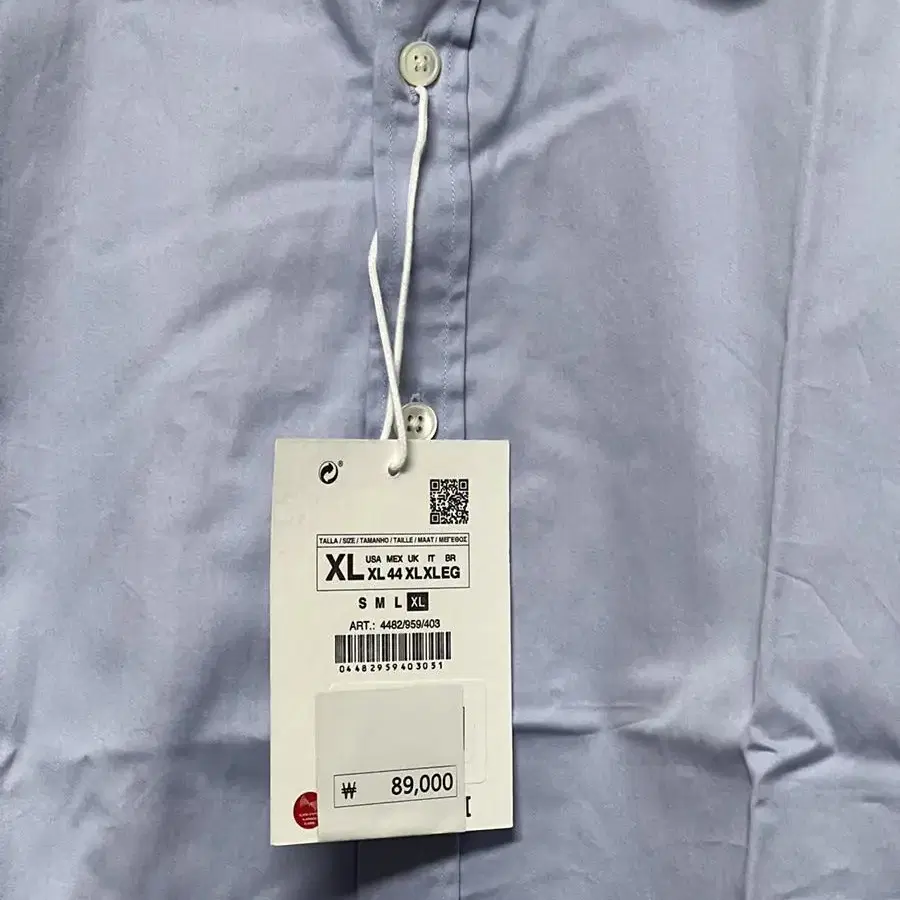 TALLA / SIZE / TAMANHO / TAILLE / MAAT / ΜΕΓΕΘΟΣ
XL USA MEX UK IT BR
XL 44 XL XL EG
S M L XL
ART.: 4482/959/403
04482959403051
₩ 89,000